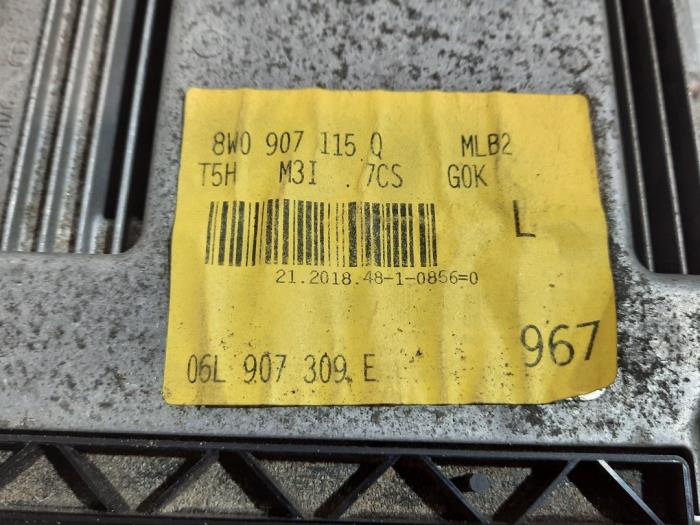 8W0 907 115 Q MLB2
T5H M3I .7CS G0K
L
21.2018.48-1-0856=0
06L 907 309 E 967